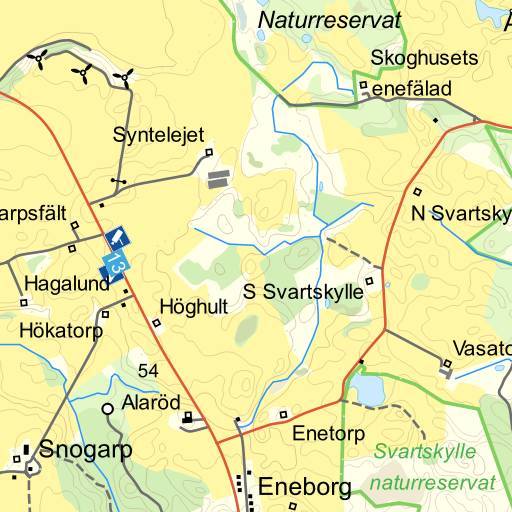 Naturreservat
Skoghusets
enefälad
Syntelejet
arpsfält
N Svartsky
13
Hagalund
S Svartskylle
Höghult
Hökatorp
Vasato
54
Alaröd
Enetorp
Snogarp
Svartskylle
naturreservat
Eneborg